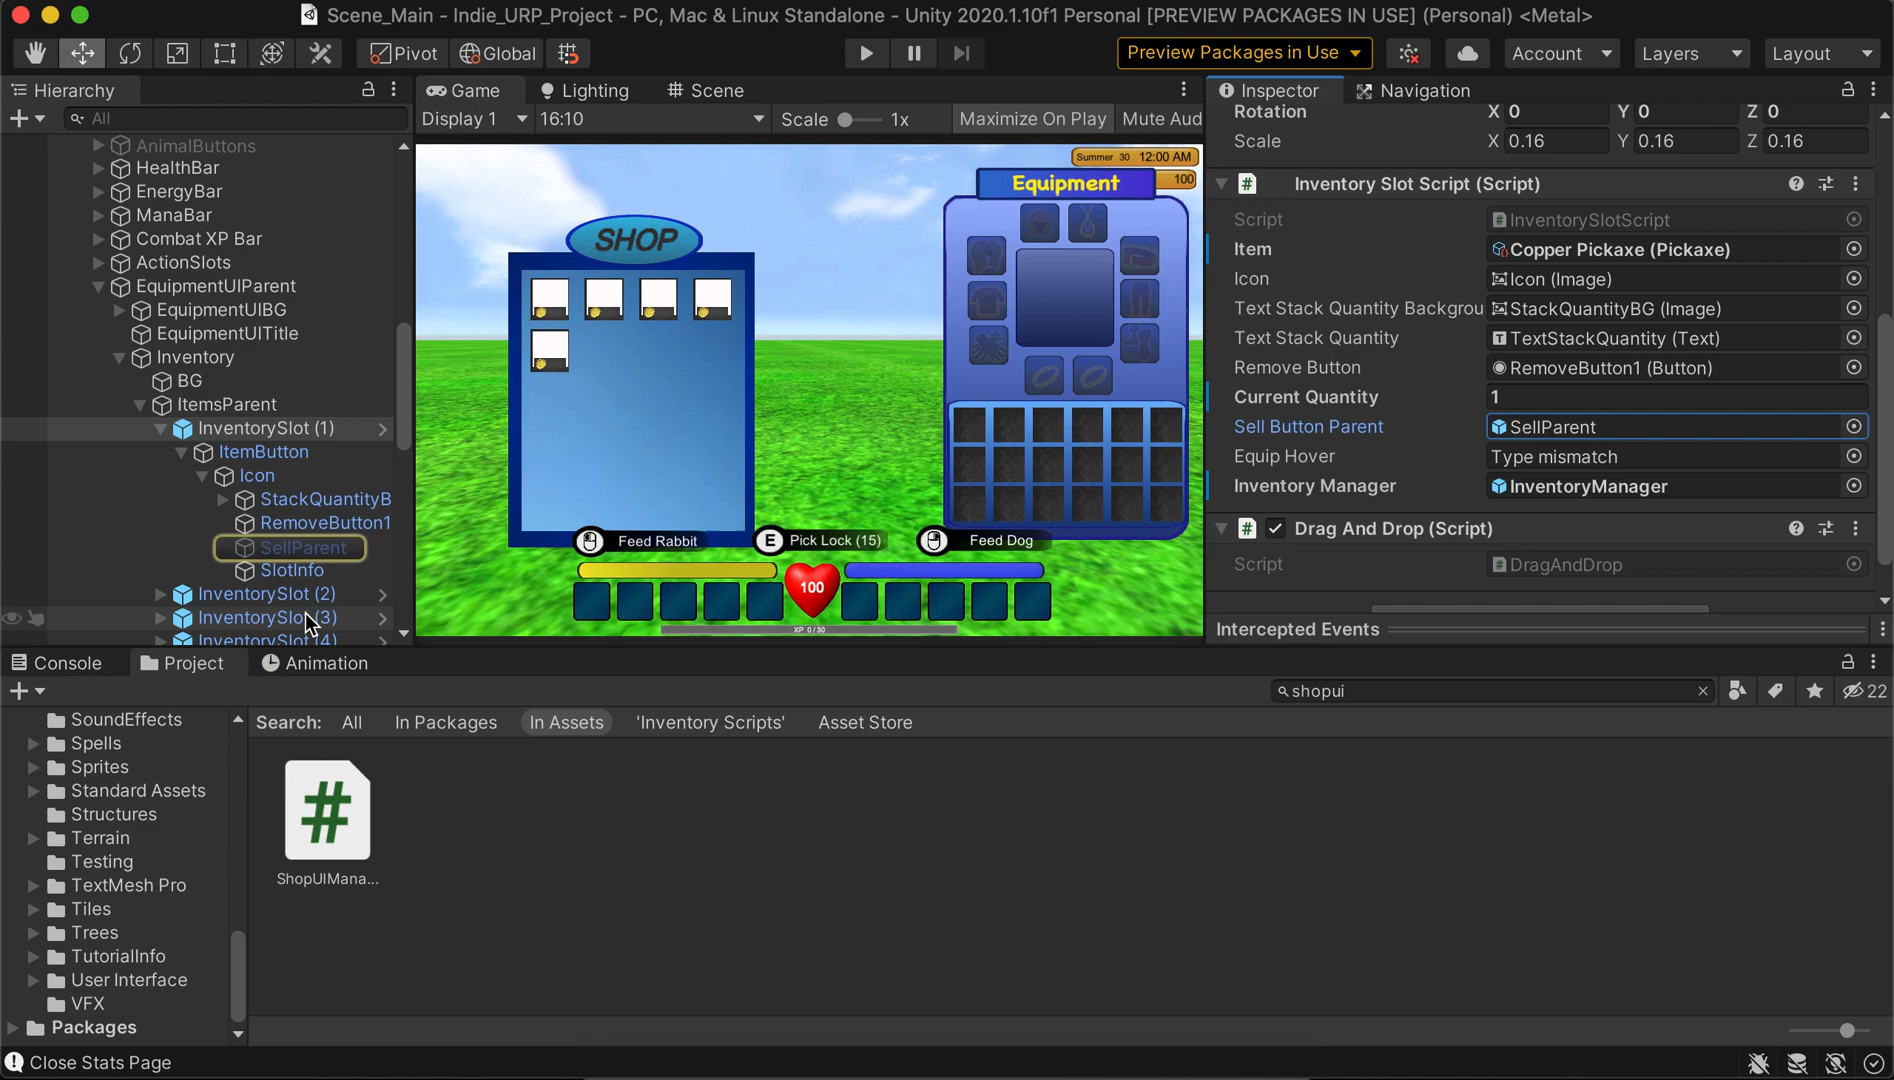 Scene_Main - Indie_URP_Project - PC, Mac & Linux Standalone - Unity 2020.1.10f1 Personal [PREVIEW PACKAGES IN USE] (Personal) <Metal>
Pivot Global Preview Packages in Use Account Layers Layout
Hierarchy
All
AnimalButtons
HealthBar
EnergyBar
ManaBar
Combat XP Bar
ActionSlots
EquipmentUIParent
EquipmentUIBG
EquipmentUITitle
Inventory
BG
ItemsParent
InventorySlot (1)
ItemButton
Icon
StackQuantityB
RemoveButton1
SellParent
SlotInfo
InventorySlot (2)
InventorySlot (3)
InventorySlot (4)
Game Lighting Scene
Display 1 16:10 Scale 1x Maximize On Play Mute Aud
Summer 30 12:00 AM
100
Equipment
SHOP
Feed Rabbit E Pick Lock (15) Feed Dog
100
XP 0/30
Inspector Navigation
Rotation X 0 Y 0 Z 0
Scale X 0.16 Y 0.16 Z 0.16
# Inventory Slot Script (Script)
Script InventorySlotScript
Item Copper Pickaxe (Pickaxe)
Icon Icon (Image)
Text Stack Quantity Backgrou StackQuantityBG (Image)
Text Stack Quantity TextStackQuantity (Text)
Remove Button RemoveButton1 (Button)
Current Quantity 1
Sell Button Parent SellParent
Equip Hover Type mismatch
Inventory Manager InventoryManager
# Drag And Drop (Script)
Script DragAndDrop
Intercepted Events
Console Project Animation
shopui 22
SoundEffects
Spells
Sprites
Standard Assets
Structures
Terrain
Testing
TextMesh Pro
Tiles
Trees
TutorialInfo
User Interface
VFX
Packages
Search: All In Packages In Assets 'Inventory Scripts' Asset Store
#
ShopUIMana...
Close Stats Page